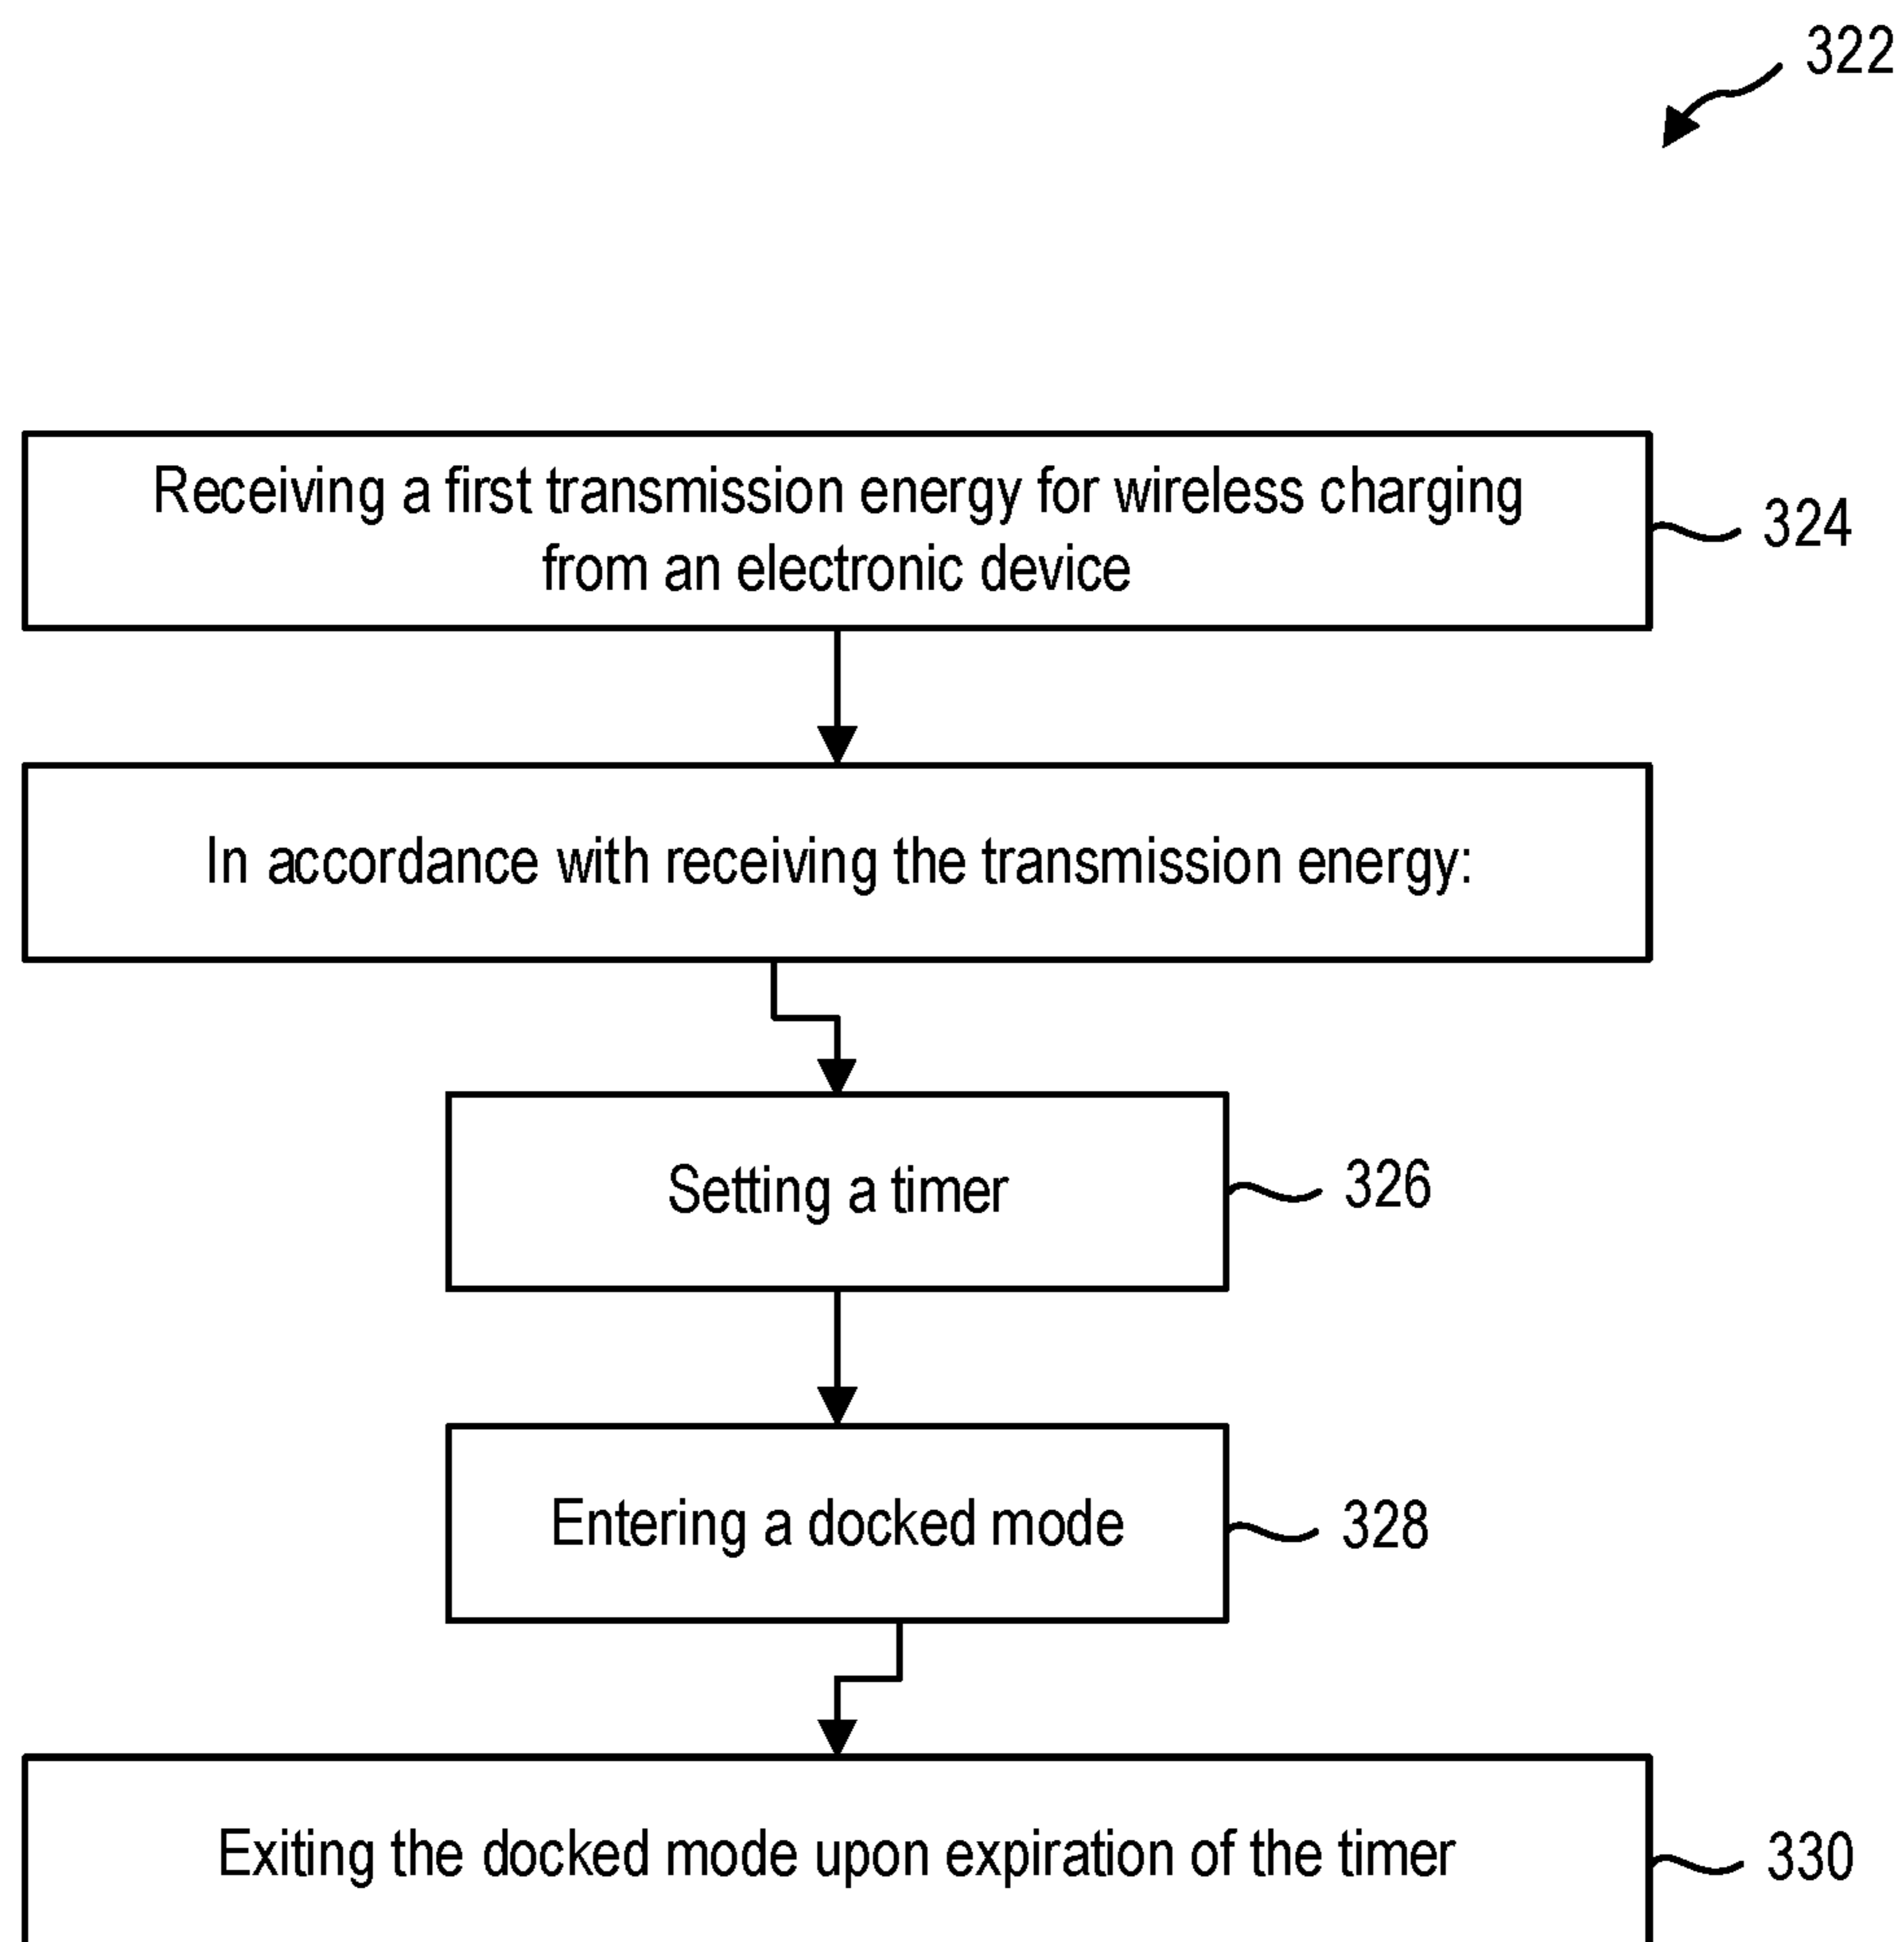 322
Receiving a first transmission energy for wireless charging
from an electronic device
324
In accordance with receiving the transmission energy:
Setting a timer
326
Entering a docked mode
328
Exiting the docked mode upon expiration of the timer
330